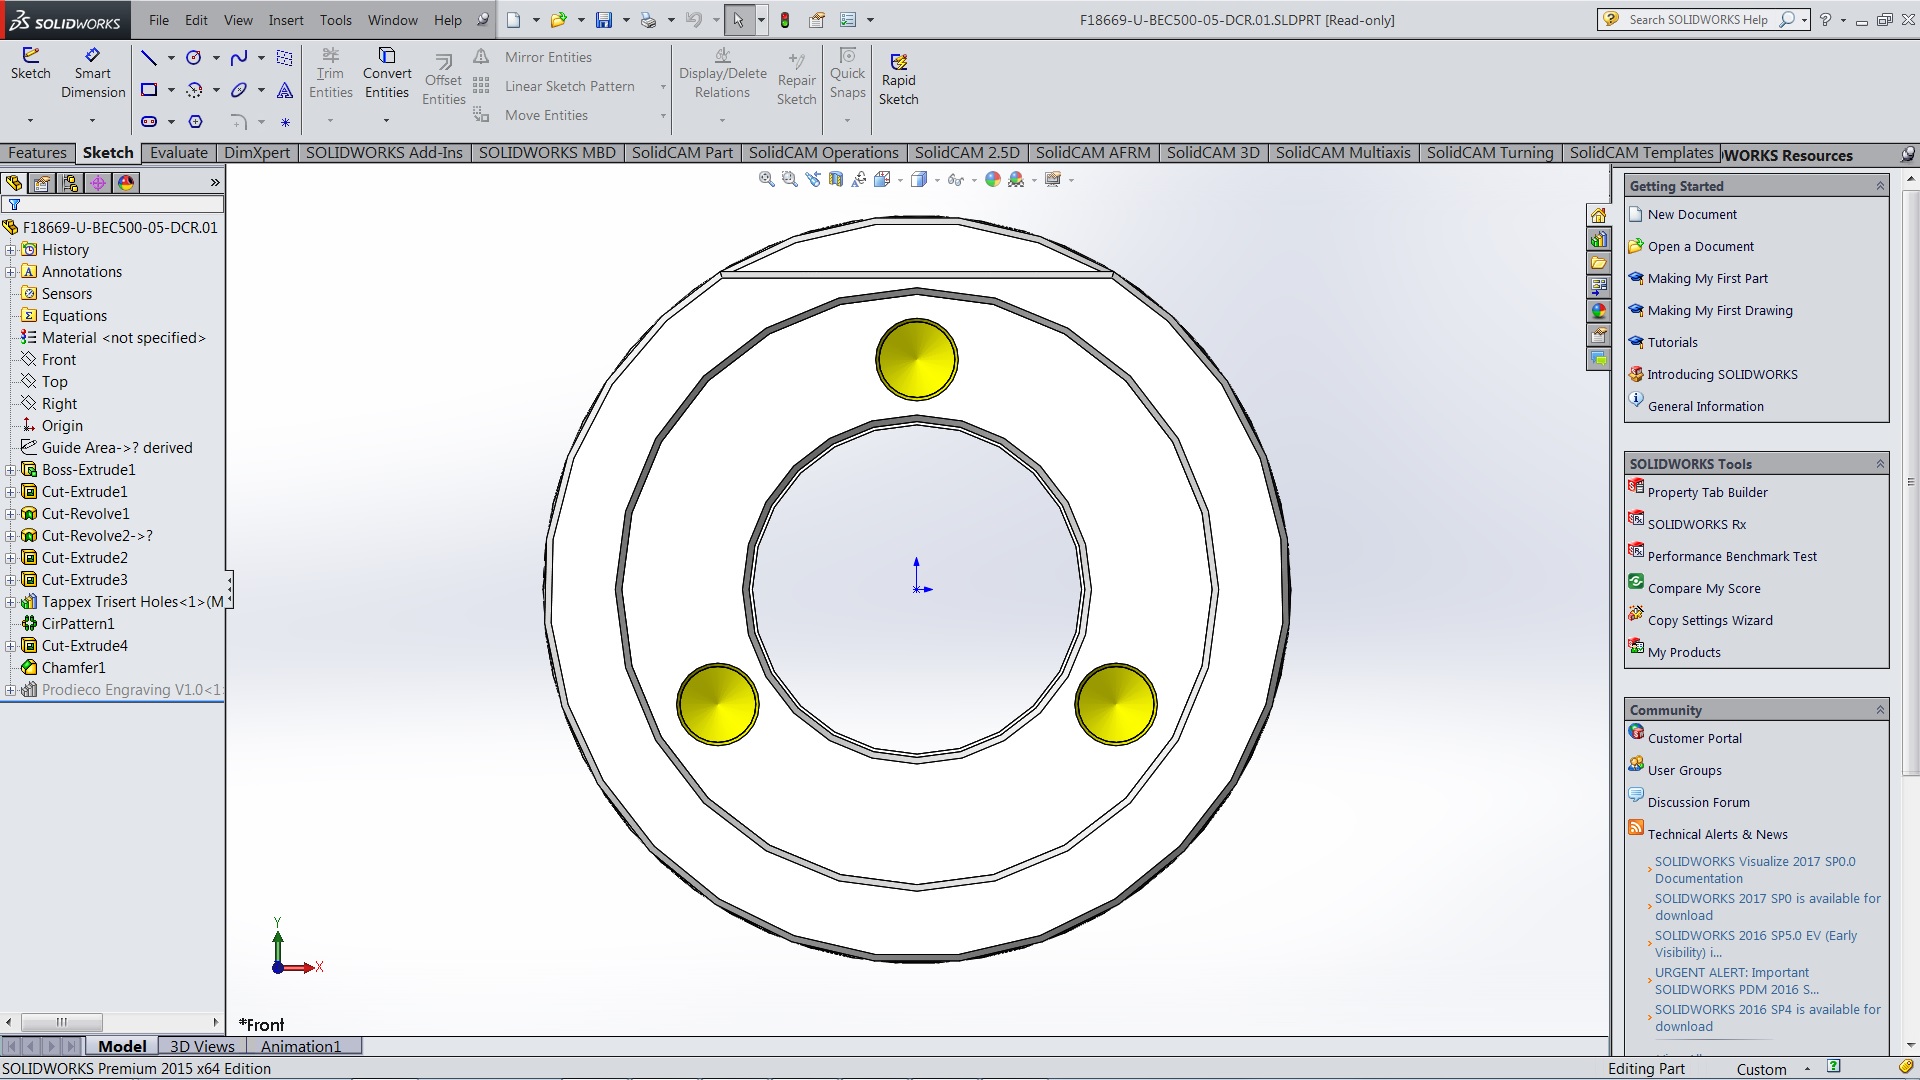 SOLIDWORKS
File Edit View Insert Tools Window Help
F18669-U-BEC500-05-DCR.01.SLDPRT [Read-only]
Search SOLIDWORKS Help
Sketch
Smart Dimension
Trim Entities
Convert Entities
Offset Entities
Mirror Entities
Linear Sketch Pattern
Move Entities
Display/Delete Relations
Repair Sketch
Quick Snaps
Rapid Sketch
Features Sketch Evaluate DimXpert SOLIDWORKS Add-Ins SOLIDWORKS MBD SolidCAM Part SolidCAM Operations SolidCAM 2.5D SolidCAM AFRM SolidCAM 3D SolidCAM Multiaxis SolidCAM Turning SolidCAM Templates WORKS Resources
F18669-U-BEC500-05-DCR.01
History
Annotations
Sensors
Equations
Material <not specified>
Front
Top
Right
Origin
Guide Area->? derived
Boss-Extrude1
Cut-Extrude1
Cut-Revolve1
Cut-Revolve2->?
Cut-Extrude2
Cut-Extrude3
Tappex Trisert Holes<1>(M
CirPattern1
Cut-Extrude4
Chamfer1
Prodieco Engraving V1.0<1>
Y
X
*Front
Getting Started
New Document
Open a Document
Making My First Part
Making My First Drawing
Tutorials
Introducing SOLIDWORKS
General Information
SOLIDWORKS Tools
Property Tab Builder
SOLIDWORKS Rx
Performance Benchmark Test
Compare My Score
Copy Settings Wizard
My Products
Community
Customer Portal
User Groups
Discussion Forum
Technical Alerts & News
SOLIDWORKS Visualize 2017 SP0.0
Documentation
SOLIDWORKS 2017 SP0 is available for
download
SOLIDWORKS 2016 SP5.0 EV (Early
Visibility) i...
URGENT ALERT: Important
SOLIDWORKS PDM 2016 S...
SOLIDWORKS 2016 SP4 is available for
download
Model 3D Views Animation1
SOLIDWORKS Premium 2015 x64 Edition
Editing Part
Custom